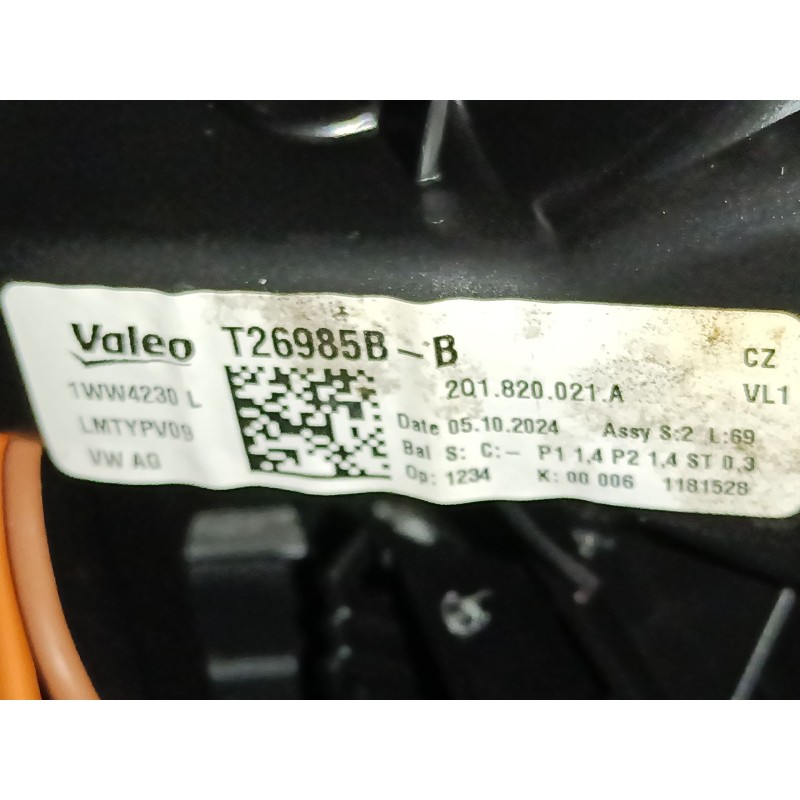 Valeo T26985B-B CZ
1WW4230 L 2Q1.820.021.A VL1
LMTYPV09 Date 05.10.2024 Assy S:2 L:69
VW AG Bal S: C:- P1 1,4 P2 1,4 ST 0,3
Op: 1234 K: 00 006 1181528